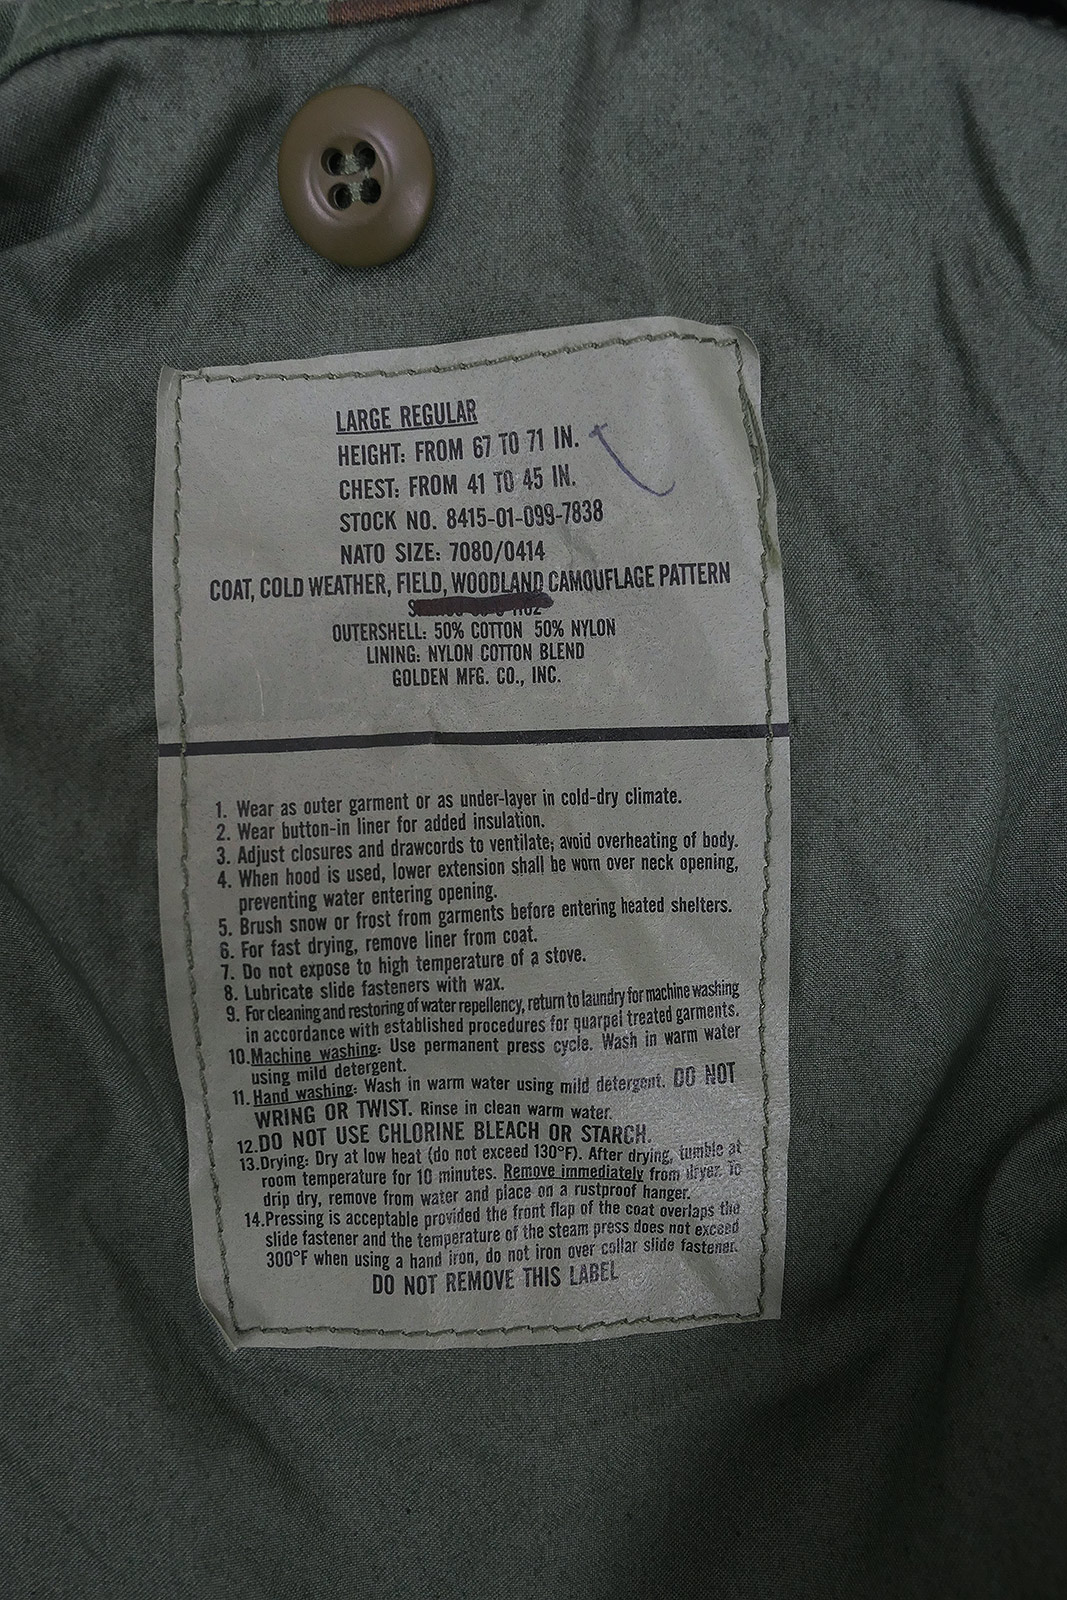 LARGE REGULAR
HEIGHT: FROM 67 TO 71 IN.
CHEST: FROM 41 TO 45 IN.
STOCK NO. 8415-01-099-7838
NATO SIZE: 7080/0414
COAT, COLD WEATHER, FIELD, WOODLAND CAMOUFLAGE PATTERN
OUTERSHELL: 50% COTTON 50% NYLON
LINING: NYLON COTTON BLEND
GOLDEN MFG. CO., INC.
1. Wear as outer garment or as under-layer in cold-dry climate.
2. Wear button-in liner for added insulation.
3. Adjust closures and drawcords to ventilate; avoid overheating of body.
4. When hood is used, lower extension shall be worn over neck opening,
preventing water entering opening.
5. Brush snow or frost from garments before entering heated shelters.
6. For fast drying, remove liner from coat.
7. Do not expose to high temperature of a stove.
8. Lubricate slide fasteners with wax.
9. For cleaning and restoring of water repellency, return to laundry for machine washing
in accordance with established procedures for quarpel treated garments.
10. Machine washing: Use permanent press cycle. Wash in warm water
using mild detergent.
11. Hand washing: Wash in warm water using mild detergent. DO NOT
WRING OR TWIST. Rinse in clean warm water.
12. DO NOT USE CHLORINE BLEACH OR STARCH.
13. Drying: Dry at low heat (do not exceed 130°F). After drying, tumble at
room temperature for 10 minutes. Remove immediately from dryer. To
drip dry, remove from water and place on a rustproof hanger.
14. Pressing is acceptable provided the front flap of the coat overlaps the
slide fastener and the temperature of the steam press does not exceed
300°F when using a hand iron, do not iron over collar slide fastener.
DO NOT REMOVE THIS LABEL